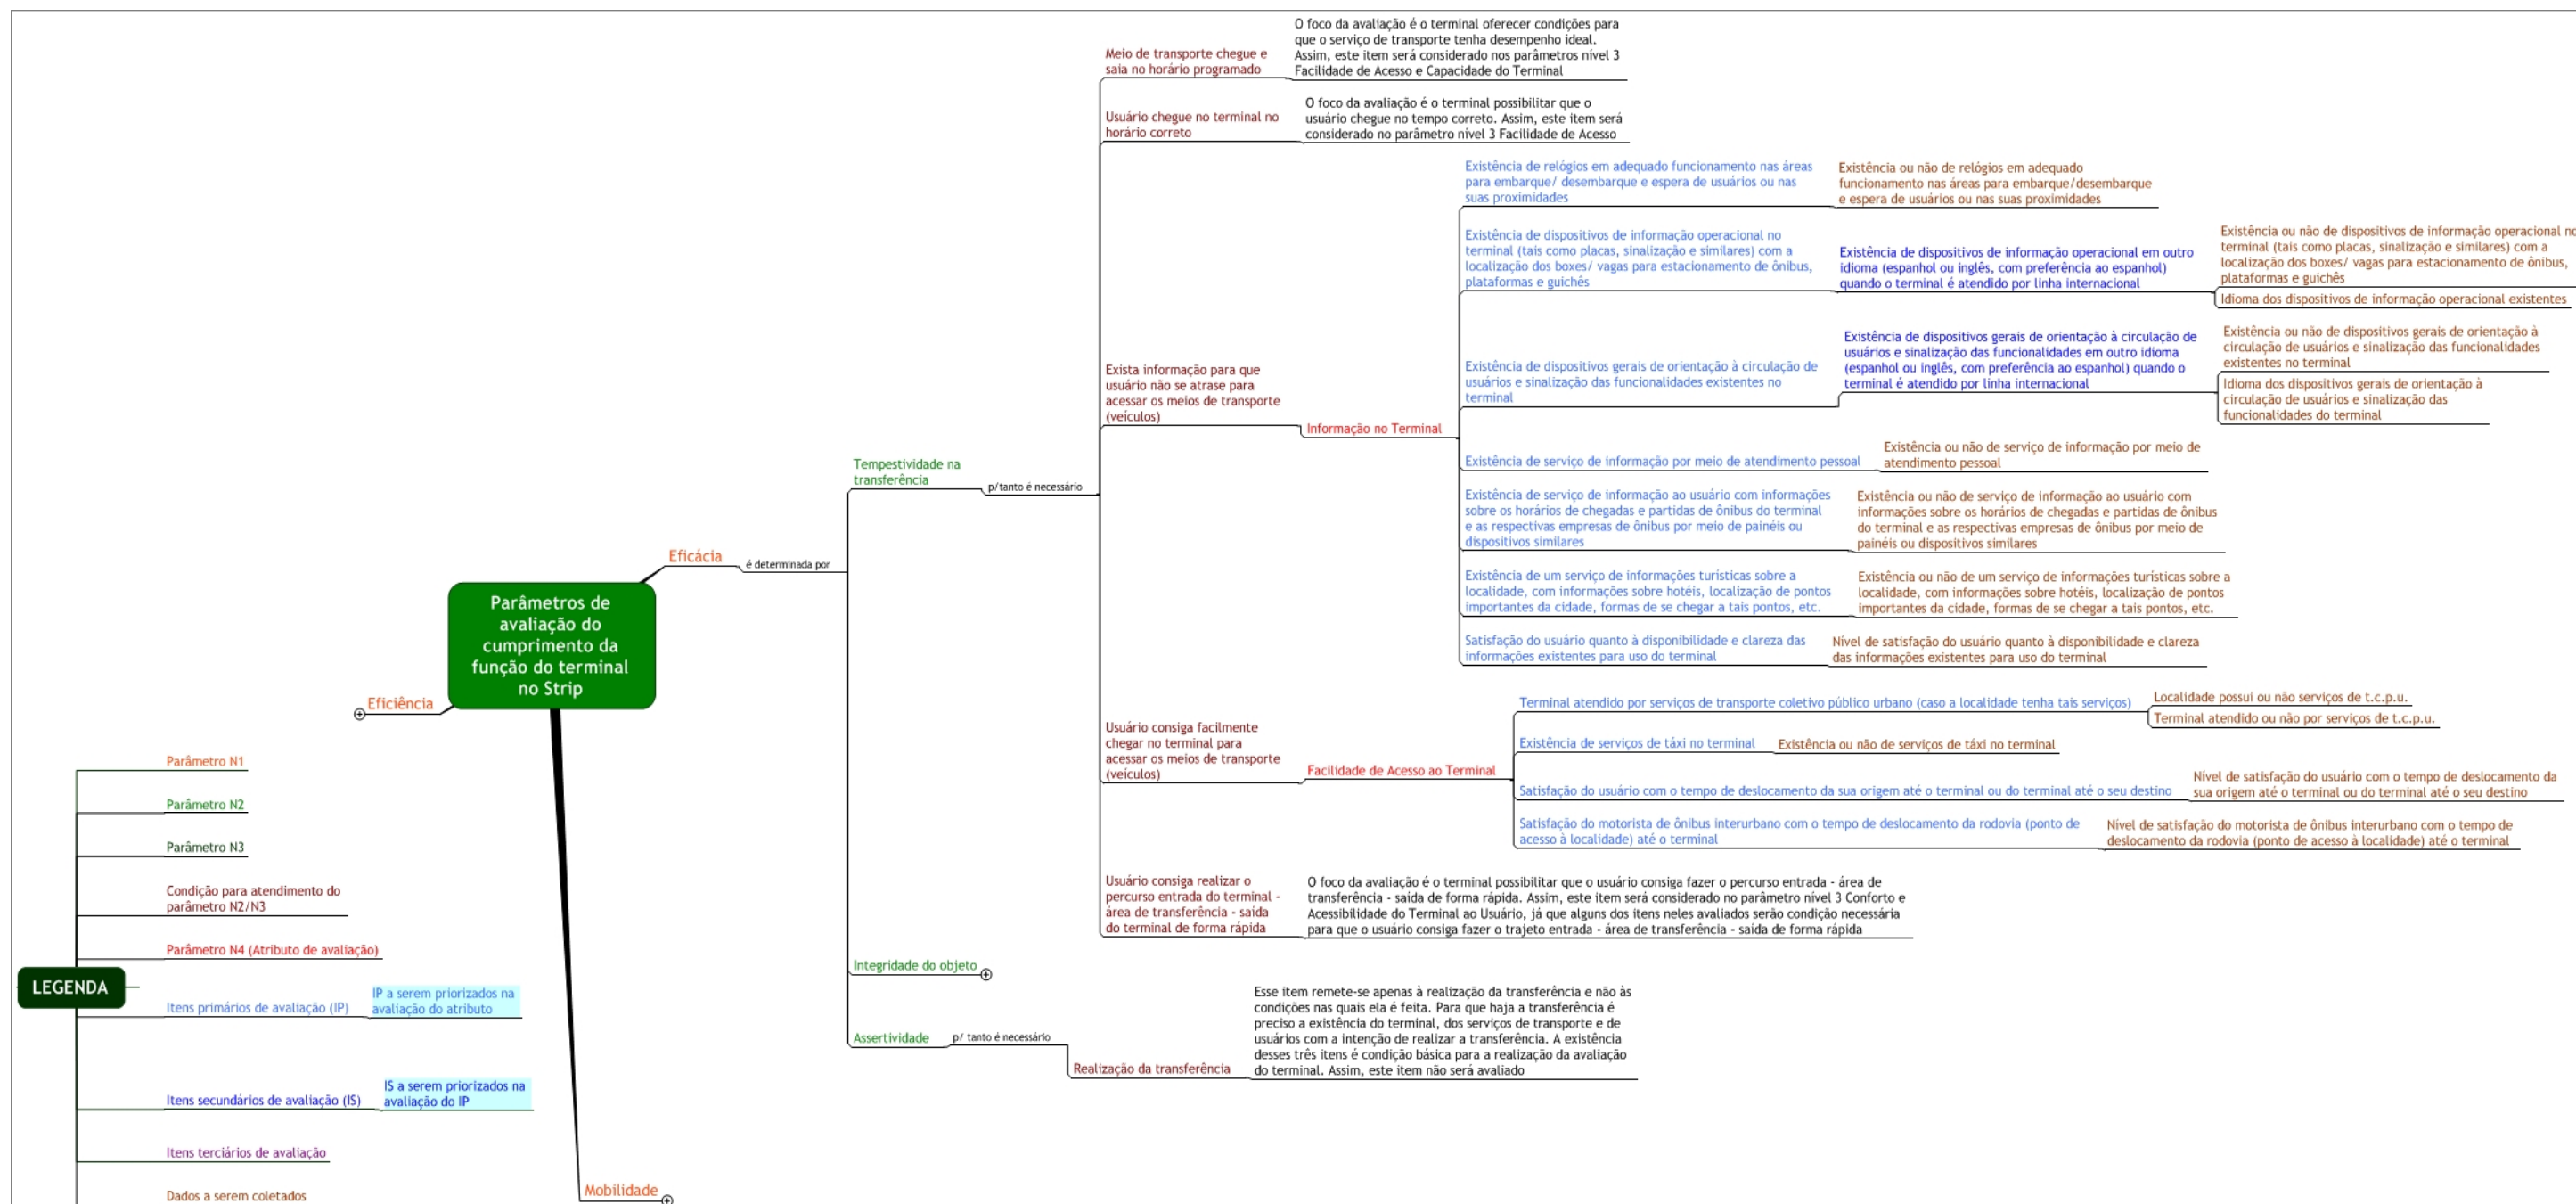 Parâmetros de
avaliação do
cumprimento da
função do terminal
no Strip
Eficácia
é determinada por
Tempestividade na
transferência
p/tanto é necessário
Meio de transporte chegue e
saia no horário programado
O foco da avaliação é o terminal oferecer condições para
que o serviço de transporte tenha desempenho ideal.
Assim, este item será considerado nos parâmetros nível 3
Facilidade de Acesso e Capacidade do Terminal
Usuário chegue no terminal no
horário correto
O foco da avaliação é o terminal possibilitar que o
usuário chegue no tempo correto. Assim, este item será
considerado no parâmetro nível 3 Facilidade de Acesso
Exista informação para que
usuário não se atrase para
acessar os meios de transporte
(veículos)
Informação no Terminal
Existência de relógios em adequado funcionamento nas áreas
para embarque/ desembarque e espera de usuários ou nas
suas proximidades
Existência ou não de relógios em adequado
funcionamento nas áreas para embarque/desembarque
e espera de usuários ou nas suas proximidades
Existência de dispositivos de informação operacional no
terminal (tais como placas, sinalização e similares) com a
localização dos boxes/ vagas para estacionamento de ônibus,
plataformas e guichês
Existência de dispositivos de informação operacional em outro
idioma (espanhol ou inglês, com preferência ao espanhol)
quando o terminal é atendido por linha internacional
Existência ou não de dispositivos de informação operacional no
terminal (tais como placas, sinalização e similares) com a
localização dos boxes/ vagas para estacionamento de ônibus,
plataformas e guichês
Idioma dos dispositivos de informação operacional existentes
Existência de dispositivos gerais de orientação à circulação de
usuários e sinalização das funcionalidades existentes no
terminal
Existência de dispositivos gerais de orientação à circulação de
usuários e sinalização das funcionalidades em outro idioma
(espanhol ou inglês, com preferência ao espanhol) quando o
terminal é atendido por linha internacional
Existência ou não de dispositivos gerais de orientação à
circulação de usuários e sinalização das funcionalidades
existentes no terminal
Idioma dos dispositivos gerais de orientação à
circulação de usuários e sinalização das
funcionalidades do terminal
Existência de serviço de informação por meio de atendimento pessoal
Existência ou não de serviço de informação por meio de
atendimento pessoal
Existência de serviço de informação ao usuário com informações
sobre os horários de chegadas e partidas de ônibus do terminal
e as respectivas empresas de ônibus por meio de painéis ou
dispositivos similares
Existência ou não de serviço de informação ao usuário com
informações sobre os horários de chegadas e partidas de ônibus
do terminal e as respectivas empresas de ônibus por meio de
painéis ou dispositivos similares
Existência de um serviço de informações turísticas sobre a
localidade, com informações sobre hotéis, localização de pontos
importantes da cidade, formas de se chegar a tais pontos, etc.
Existência ou não de um serviço de informações turísticas sobre a
localidade, com informações sobre hotéis, localização de pontos
importantes da cidade, formas de se chegar a tais pontos, etc.
Satisfação do usuário quanto à disponibilidade e clareza das
informações existentes para uso do terminal
Nível de satisfação do usuário quanto à disponibilidade e clareza
das informações existentes para uso do terminal
Usuário consiga facilmente
chegar no terminal para
acessar os meios de transporte
(veículos)
Facilidade de Acesso ao Terminal
Terminal atendido por serviços de transporte coletivo público urbano (caso a localidade tenha tais serviços)
Localidade possui ou não serviços de t.c.p.u.
Terminal atendido ou não por serviços de t.c.p.u.
Existência de serviços de táxi no terminal
Existência ou não de serviços de táxi no terminal
Satisfação do usuário com o tempo de deslocamento da sua origem até o terminal ou do terminal até o seu destino
Nível de satisfação do usuário com o tempo de deslocamento da
sua origem até o terminal ou do terminal até o seu destino
Satisfação do motorista de ônibus interurbano com o tempo de deslocamento da rodovia (ponto de
acesso à localidade) até o terminal
Nível de satisfação do motorista de ônibus interurbano com o tempo de
deslocamento da rodovia (ponto de acesso à localidade) até o terminal
Usuário consiga realizar o
percurso entrada do terminal -
área de transferência - saída
do terminal de forma rápida
O foco da avaliação é o terminal possibilitar que o usuário consiga fazer o percurso entrada - área de
transferência - saída de forma rápida. Assim, este item será considerado no parâmetro nível 3 Conforto e
Acessibilidade do Terminal ao Usuário, já que alguns dos itens neles avaliados serão condição necessária
para que o usuário consiga fazer o trajeto entrada - área de transferência - saída de forma rápida
Integridade do objeto
Assertividade
p/ tanto é necessário
Realização da transferência
Esse item remete-se apenas à realização da transferência e não às
condições nas quais ela é feita. Para que haja a transferência é
preciso a existência do terminal, dos serviços de transporte e de
usuários com a intenção de realizar a transferência. A existência
desses três itens é condição básica para a realização da avaliação
do terminal. Assim, este item não será avaliado
Eficiência
Mobilidade
LEGENDA
Parâmetro N1
Parâmetro N2
Parâmetro N3
Condição para atendimento do
parâmetro N2/N3
Parâmetro N4 (Atributo de avaliação)
Itens primários de avaliação (IP)
IP a serem priorizados na
avaliação do atributo
Itens secundários de avaliação (IS)
IS a serem priorizados na
avaliação do IP
Itens terciários de avaliação
Dados a serem coletados